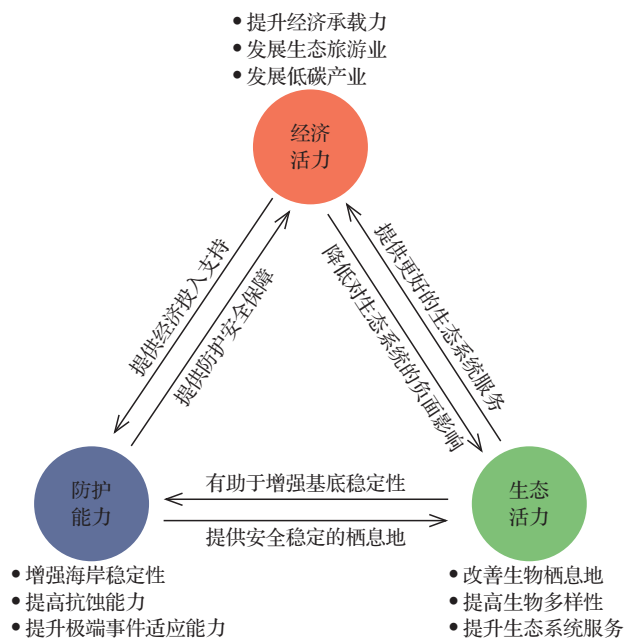 • 提升经济承载力
• 发展生态旅游业
• 发展低碳产业
经济
活力
提供经济投入支持
提供防护安全保障
提供更好的生态系统服务
降低对生态系统的负面影响
防护
能力
有助于增强基底稳定性
提供安全稳定的栖息地
生态
活力
• 增强海岸稳定性
• 提高抗蚀能力
• 提升极端事件适应能力
• 改善生物栖息地
• 提高生物多样性
• 提升生态系统服务